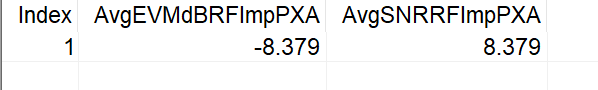 Index AvgEVMdBRFImpPXA AvgSNRRFImpPXA
1 -8.379 8.379